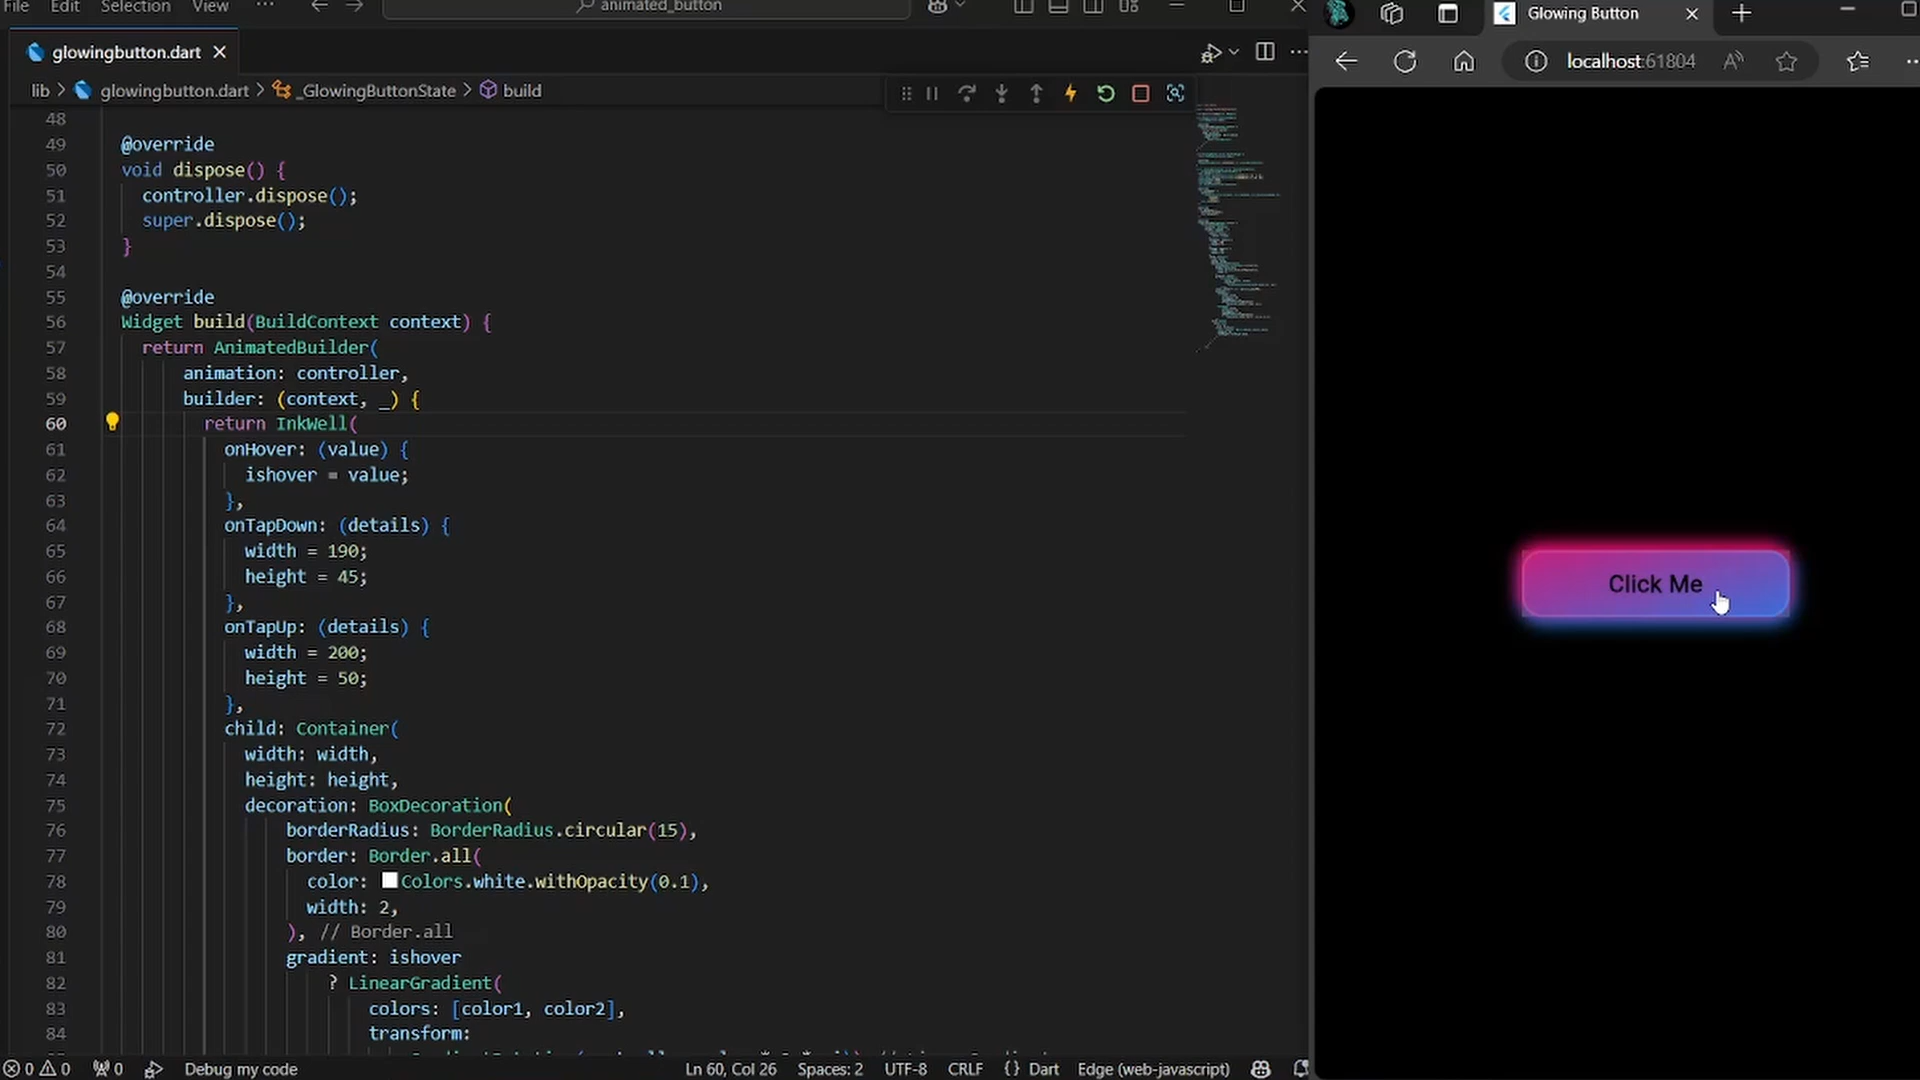 File Edit Selection View ··· animated_button
glowingbutton.dart
lib > glowingbutton.dart > _GlowingButtonState > build
48
49 @override
50 void dispose() {
51 controller.dispose();
52 super.dispose();
53 }
54
55 @override
56 Widget build(BuildContext context) {
57 return AnimatedBuilder(
58 animation: controller,
59 builder: (context, _) {
60 return InkWell(
61 onHover: (value) {
62 ishover = value;
63 },
64 onTapDown: (details) {
65 width = 190;
66 height = 45;
67 },
68 onTapUp: (details) {
69 width = 200;
70 height = 50;
71 },
72 child: Container(
73 width: width,
74 height: height,
75 decoration: BoxDecoration(
76 borderRadius: BorderRadius.circular(15),
77 border: Border.all(
78 color: Colors.white.withOpacity(0.1),
79 width: 2,
80 ), // Border.all
81 gradient: ishover
82 ? LinearGradient(
83 colors: [color1, color2],
84 transform:
0 0 0 Debug my code Ln 60, Col 26 Spaces: 2 UTF-8 CRLF {} Dart Edge (web-javascript)
Glowing Button
localhost:61804
Click Me